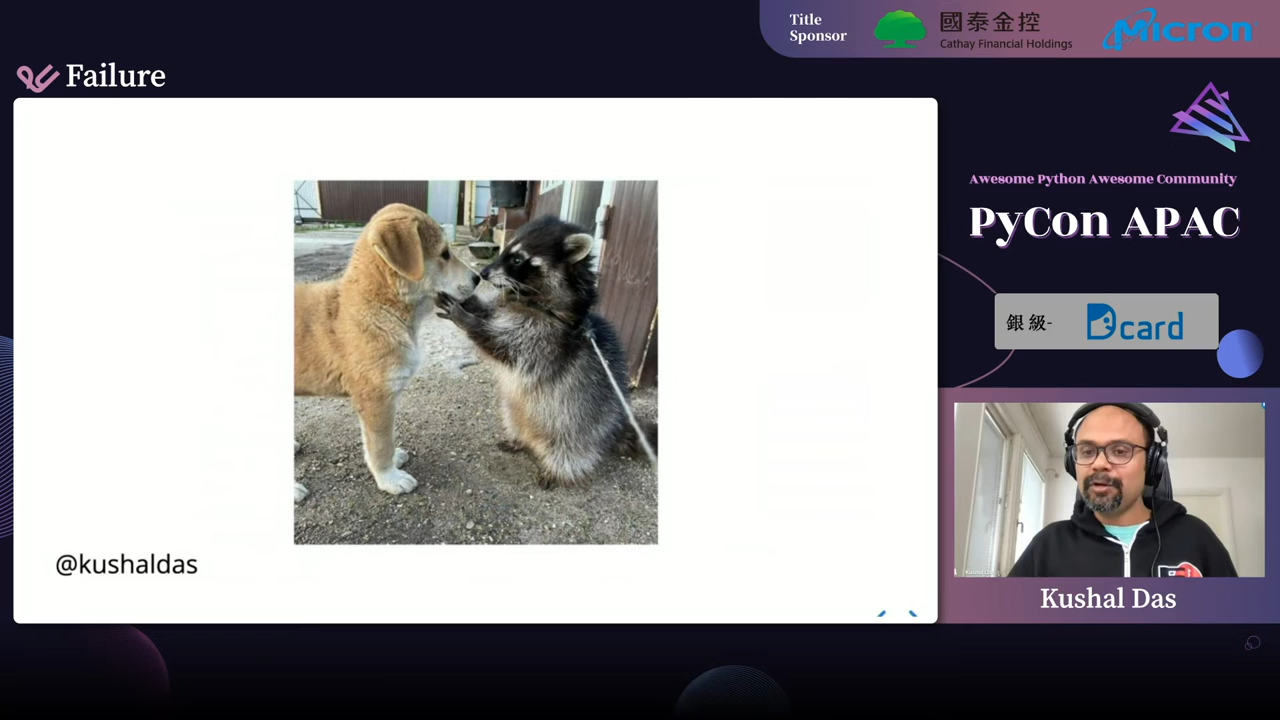 Title
Sponsor
國泰金控
Cathay Financial Holdings
Micron
Failure
Awesome Python Awesome Community
PyCon APAC
銀級-
Dcard
@kushaldas
Kushal Das